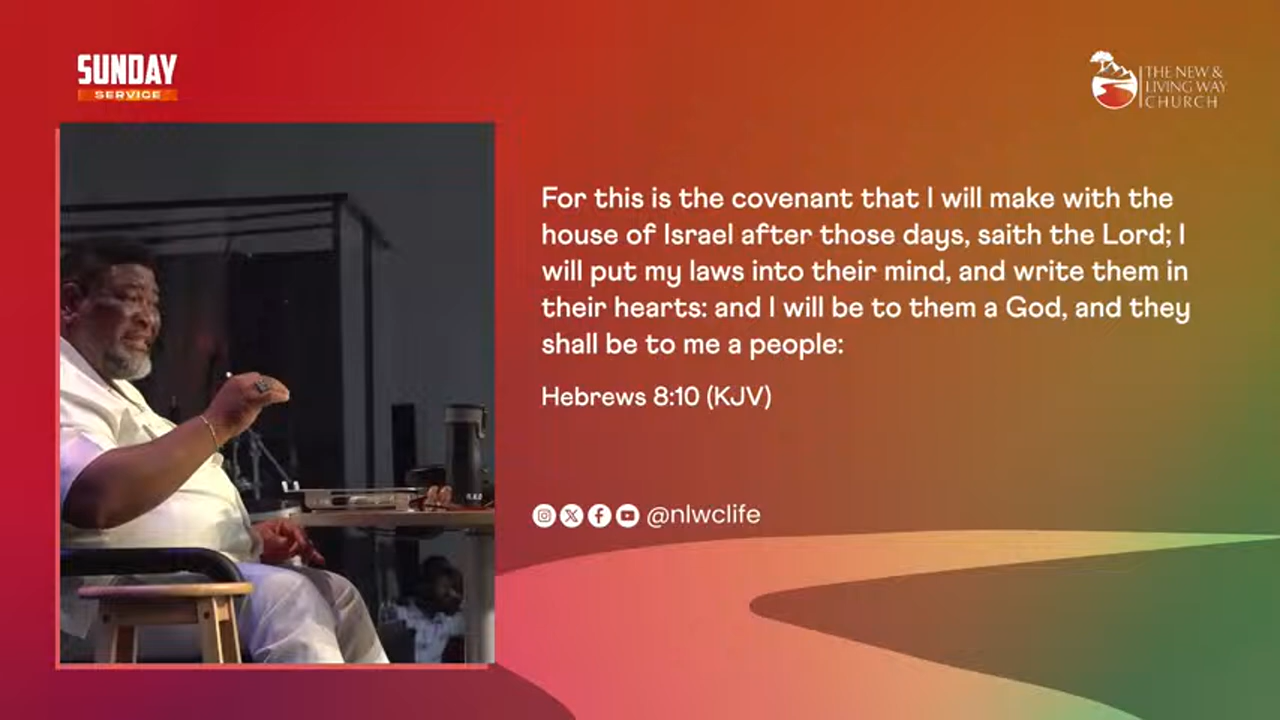 SUNDAY
SERVICE
THE NEW &
LIVING WAY
CHURCH
For this is the covenant that I will make with the
house of Israel after those days, saith the Lord; I
will put my laws into their mind, and write them in
their hearts: and I will be to them a God, and they
shall be to me a people:
Hebrews 8:10 (KJV)
@nlwclife